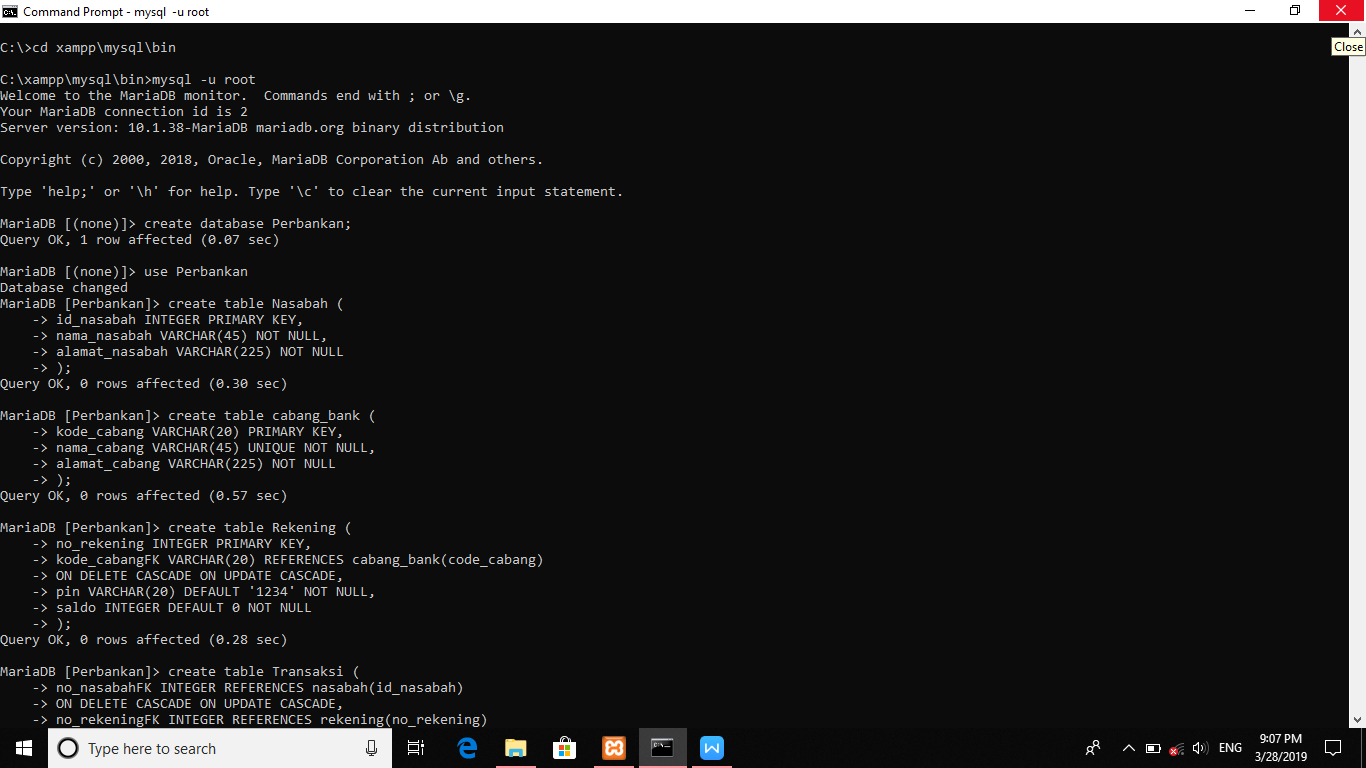 Command Prompt - mysql  -u root
Close
C:\>cd xampp\mysql\bin
C:\xampp\mysql\bin>mysql -u root
Welcome to the MariaDB monitor.  Commands end with ; or \g.
Your MariaDB connection id is 2
Server version: 10.1.38-MariaDB mariadb.org binary distribution
Copyright (c) 2000, 2018, Oracle, MariaDB Corporation Ab and others.
Type 'help;' or '\h' for help. Type '\c' to clear the current input statement.
MariaDB [(none)]> create database Perbankan;
Query OK, 1 row affected (0.07 sec)
MariaDB [(none)]> use Perbankan
Database changed
MariaDB [Perbankan]> create table Nasabah (
    -> id_nasabah INTEGER PRIMARY KEY,
    -> nama_nasabah VARCHAR(45) NOT NULL,
    -> alamat_nasabah VARCHAR(225) NOT NULL
    -> );
Query OK, 0 rows affected (0.30 sec)
MariaDB [Perbankan]> create table cabang_bank (
    -> kode_cabang VARCHAR(20) PRIMARY KEY,
    -> nama_cabang VARCHAR(45) UNIQUE NOT NULL,
    -> alamat_cabang VARCHAR(225) NOT NULL
    -> );
Query OK, 0 rows affected (0.57 sec)
MariaDB [Perbankan]> create table Rekening (
    -> no_rekening INTEGER PRIMARY KEY,
    -> kode_cabangFK VARCHAR(20) REFERENCES cabang_bank(code_cabang)
    -> ON DELETE CASCADE ON UPDATE CASCADE,
    -> pin VARCHAR(20) DEFAULT '1234' NOT NULL,
    -> saldo INTEGER DEFAULT 0 NOT NULL
    -> );
Query OK, 0 rows affected (0.28 sec)
MariaDB [Perbankan]> create table Transaksi (
    -> no_nasabahFK INTEGER REFERENCES nasabah(id_nasabah)
    -> ON DELETE CASCADE ON UPDATE CASCADE,
    -> no_rekeningFK INTEGER REFERENCES rekening(no_rekening)
Type here to search
ENG
9:07 PM
3/28/2019